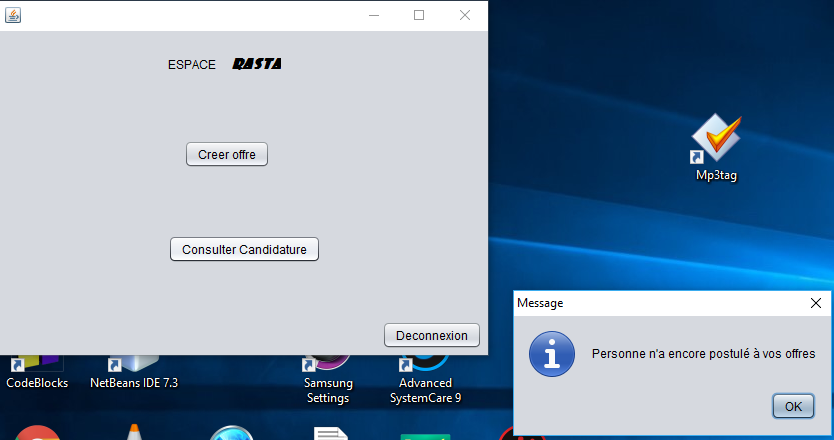 ESPACE RASTA
Creer offre
Consulter Candidature
Deconnexion
Mp3tag
Message
Personne n'a encore postulé à vos offres
OK
CodeBlocks
NetBeans IDE 7.3
Samsung
Settings
Advanced
SystemCare 9